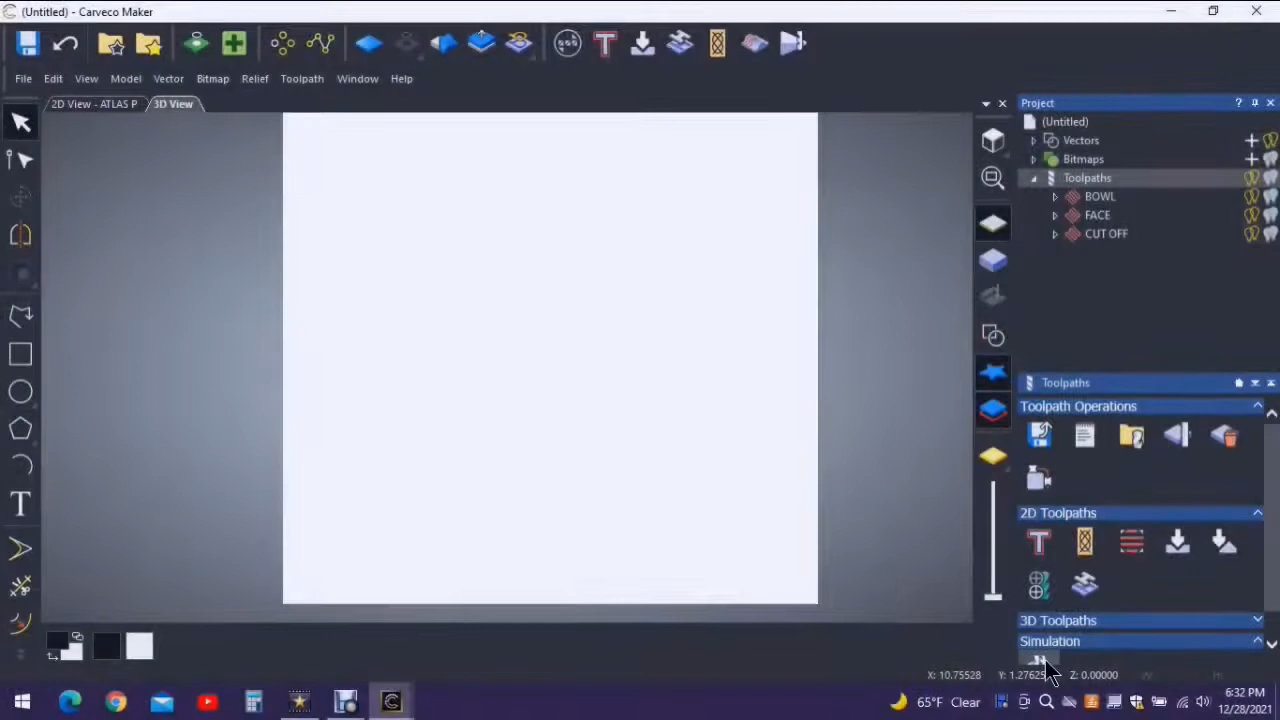 (Untitled) - Carveco Maker
File Edit View Model Vector Bitmap Relief Toolpath Window Help
2D View - ATLAS P 3D View
Project
(Untitled)
Vectors
Bitmaps
Toolpaths
BOWL
FACE
CUT OFF
Toolpaths
Toolpath Operations
2D Toolpaths
3D Toolpaths
Simulation
X: 10.75528 Y: 1.2762 Z: 0.00000
65°F Clear
6:32 PM
12/28/2021